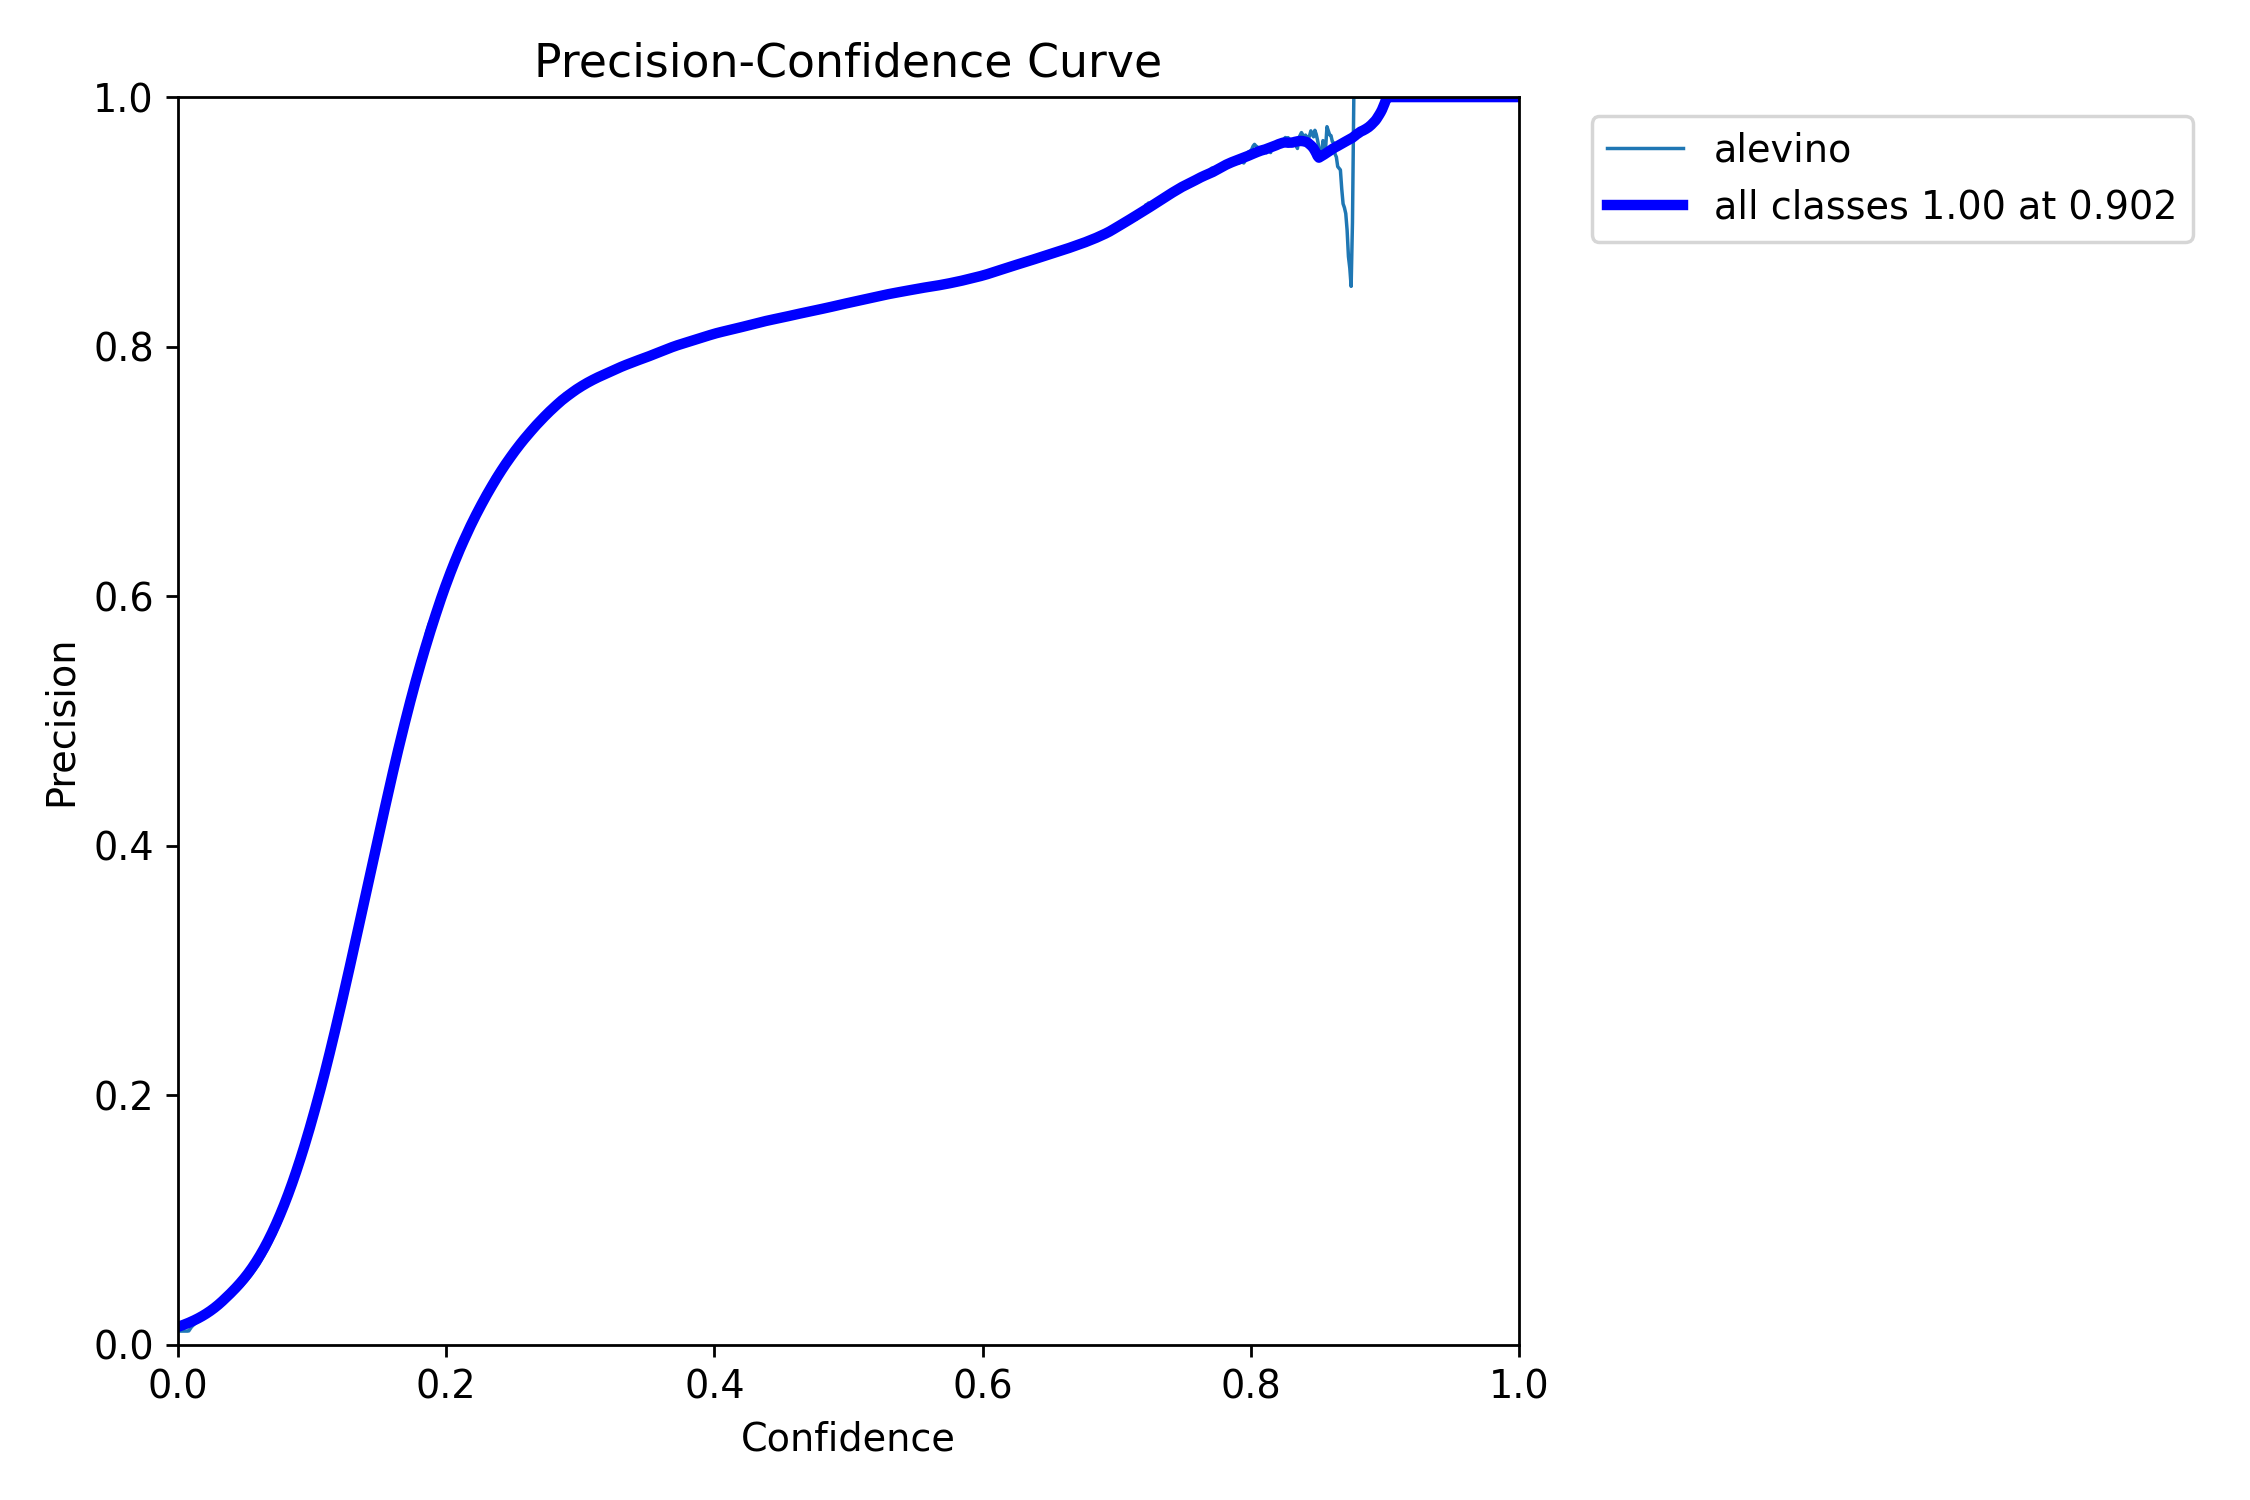 Precision-Confidence Curve
1.0
0.8
0.6
0.4
0.2
0.0
Precision
0.0 0.2 0.4 0.6 0.8 1.0
Confidence
alevino
all classes 1.00 at 0.902